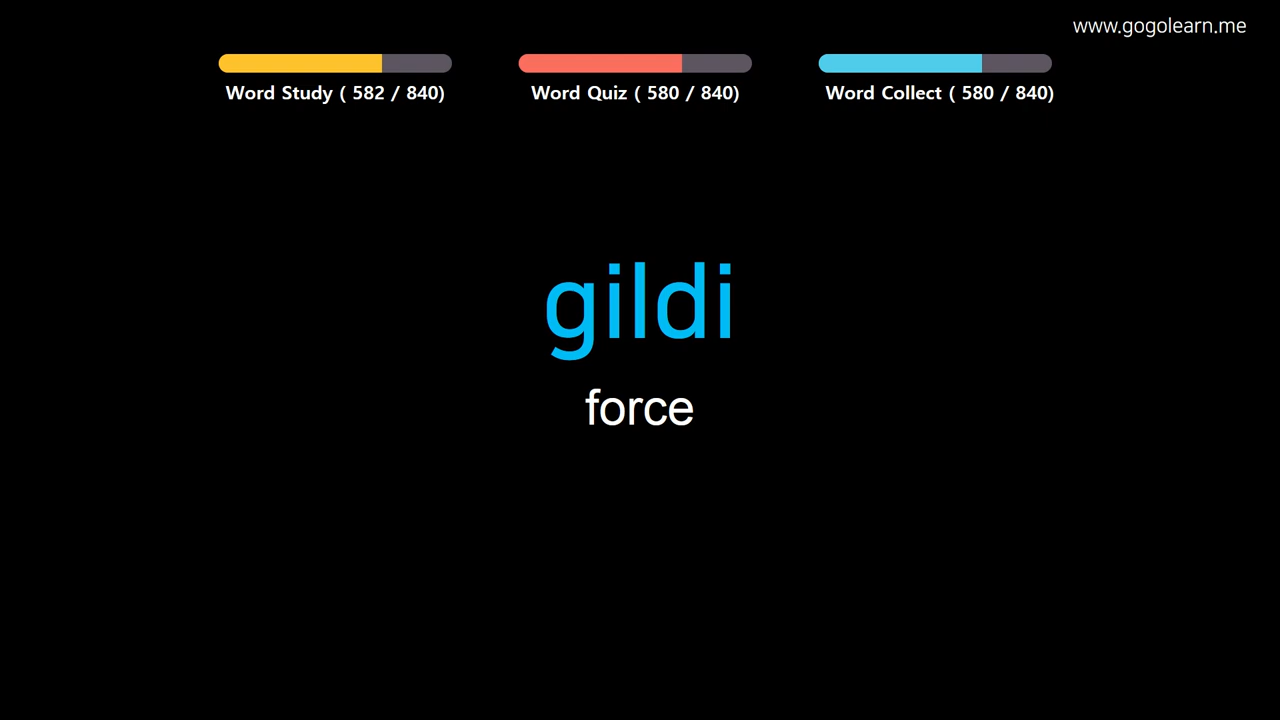 www.gogolearn.me
Word Study ( 582 / 840)
Word Quiz ( 580 / 840)
Word Collect ( 580 / 840)
gildi
force